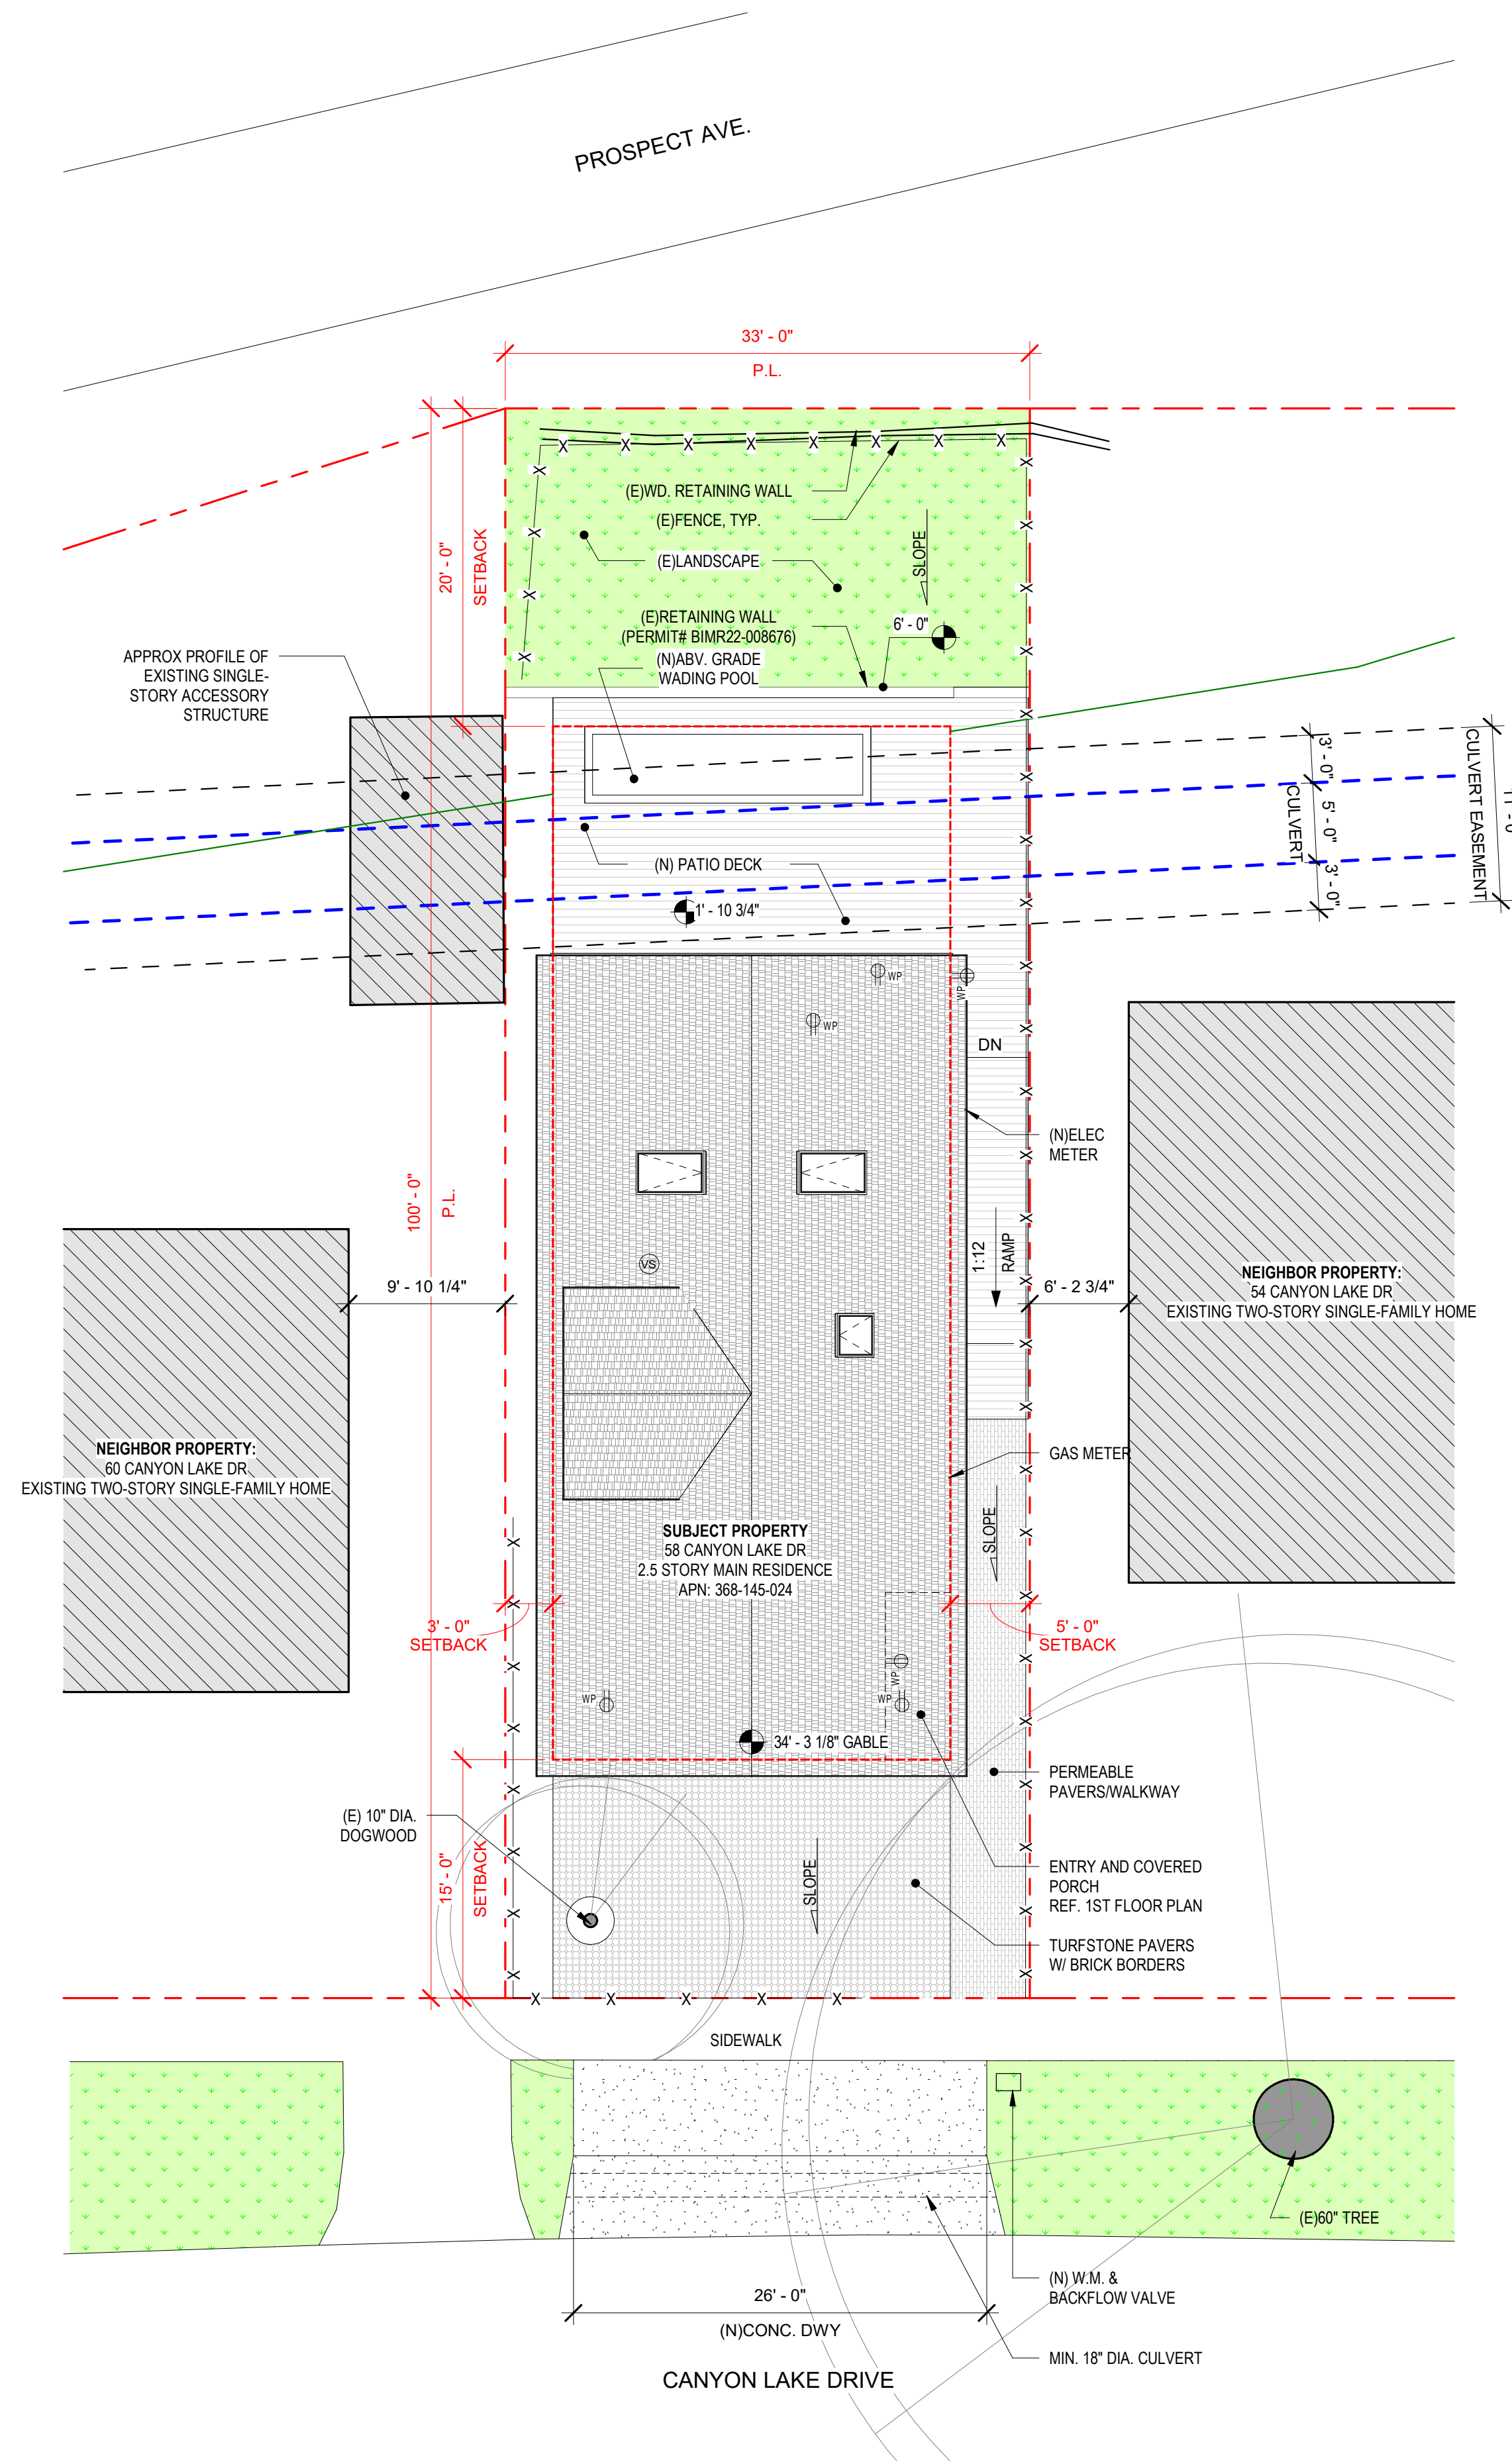 PROSPECT AVE.
33' - 0"
P.L.
(E)WD. RETAINING WALL
(E)FENCE, TYP.
(E)LANDSCAPE
SLOPE
20' - 0"
SETBACK
(E)RETAINING WALL
(PERMIT# BIMR22-008676)
6' - 0"
(N)ABV. GRADE
WADING POOL
APPROX PROFILE OF
EXISTING SINGLE-
STORY ACCESSORY
STRUCTURE
3' - 0"
5' - 0"
3' - 0"
CULVERT
CULVERT EASEMENT
(N) PATIO DECK
1' - 10 3/4"
WP
WP
WP
DN
(N)ELEC
METER
100' - 0"
P.L.
1:12
RAMP
VS
9' - 10 1/4"
6' - 2 3/4"
NEIGHBOR PROPERTY:
54 CANYON LAKE DR
EXISTING TWO-STORY SINGLE-FAMILY HOME
NEIGHBOR PROPERTY:
60 CANYON LAKE DR
EXISTING TWO-STORY SINGLE-FAMILY HOME
GAS METER
SLOPE
SUBJECT PROPERTY
58 CANYON LAKE DR
2.5 STORY MAIN RESIDENCE
APN: 368-145-024
3' - 0"
SETBACK
5' - 0"
SETBACK
WP
WP
WP
34' - 3 1/8" GABLE
PERMEABLE
PAVERS/WALKWAY
(E) 10" DIA.
DOGWOOD
15' - 0"
SETBACK
SLOPE
ENTRY AND COVERED
PORCH
REF. 1ST FLOOR PLAN
TURFSTONE PAVERS
W/ BRICK BORDERS
SIDEWALK
(E)60" TREE
(N) W.M. &
BACKFLOW VALVE
26' - 0"
(N)CONC. DWY
MIN. 18" DIA. CULVERT
CANYON LAKE DRIVE